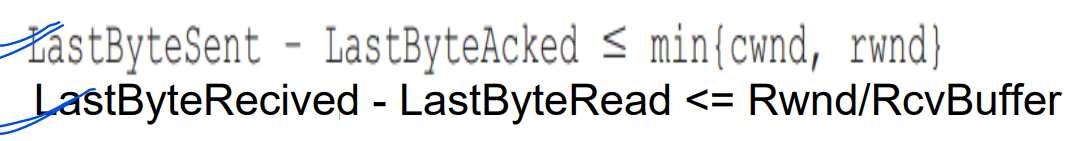 LastByteSent - LastByteAcked ≤ min{cwnd, rwnd}
LastByteRecived - LastByteRead <= Rwnd/RcvBuffer